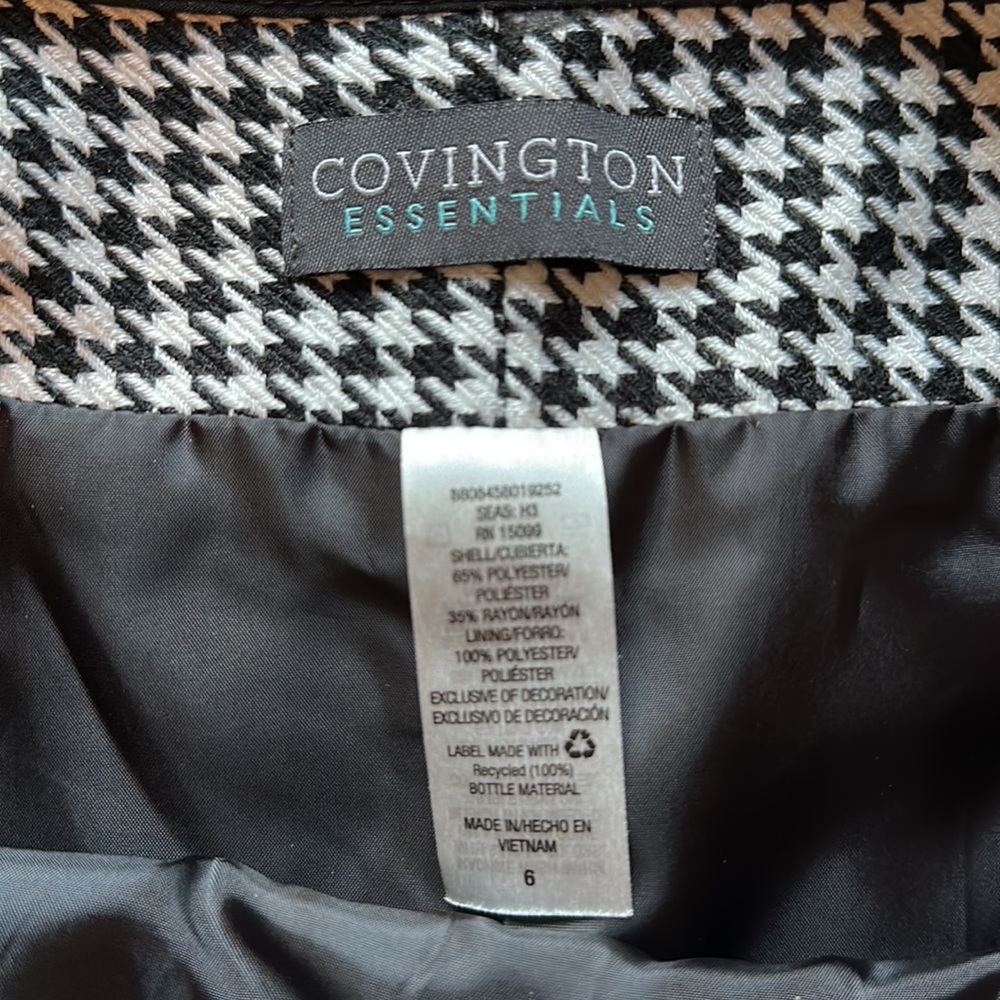 COVINGTON
ESSENTIALS
8808458019252
SEAS: H3
RN 15099
SHELL/CUBIERTA:
65% POLYESTER/
POLIÉSTER
35% RAYON/RAYÓN
LINING/FORRO:
100% POLYESTER/
POLIÉSTER
EXCLUSIVE OF DECORATION/
EXCLUSIVO DE DECORACIÓN
LABEL MADE WITH
Recycled (100%)
BOTTLE MATERIAL
MADE IN/HECHO EN
VIETNAM
6